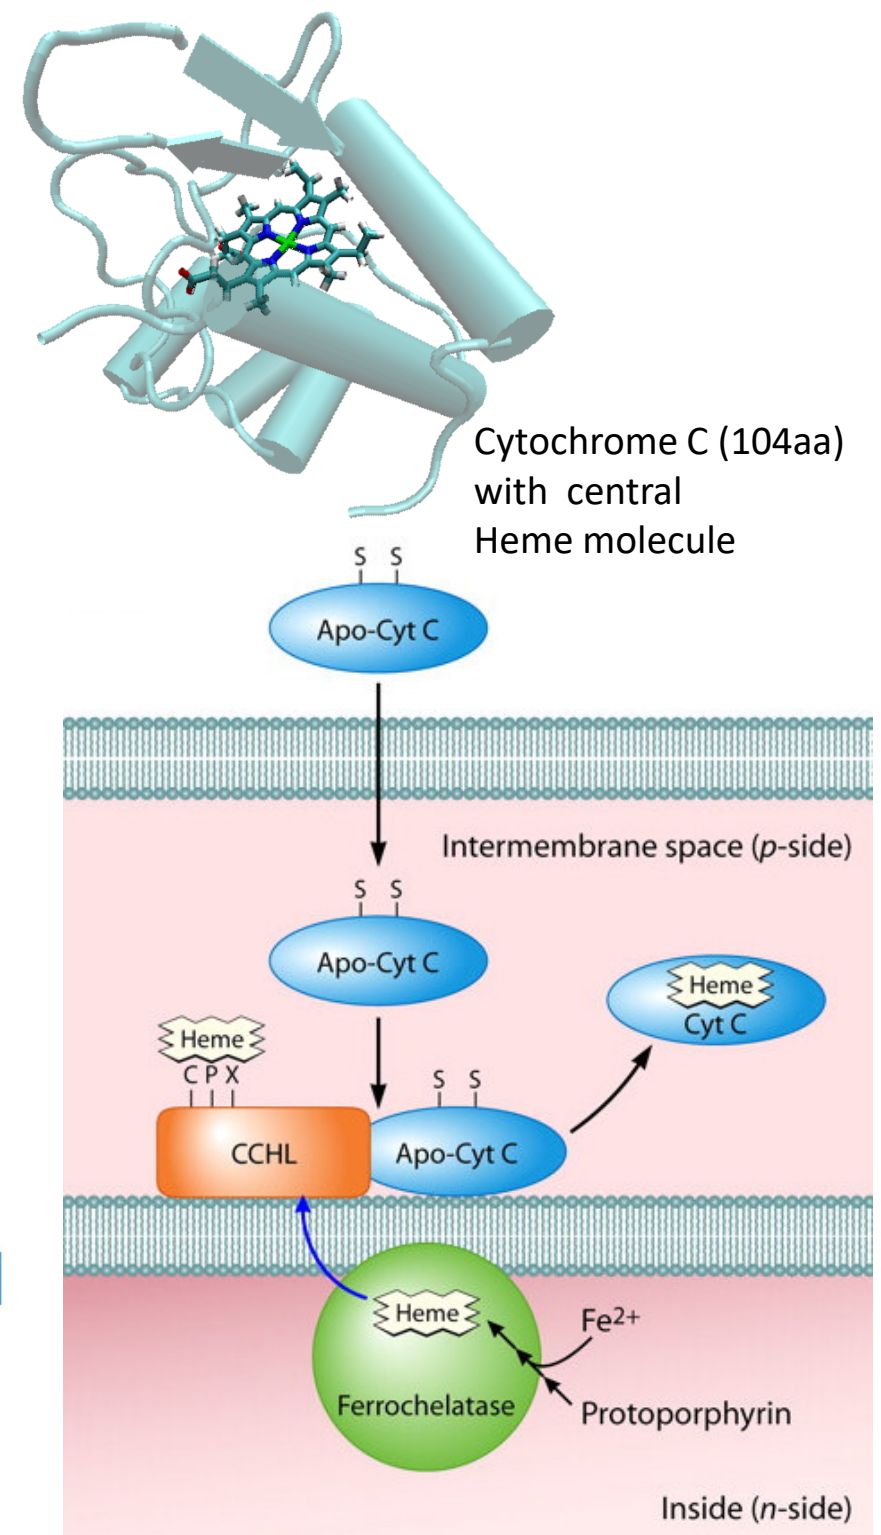 Cytochrome C (104aa)
with central
Heme molecule
S S
Apo-Cyt C
Intermembrane space (p-side)
S S
Apo-Cyt C
Heme
Cyt C
Heme
C P X
S S
CCHL
Apo-Cyt C
Heme
Fe2+
Ferrochelatase
Protoporphyrin
Inside (n-side)